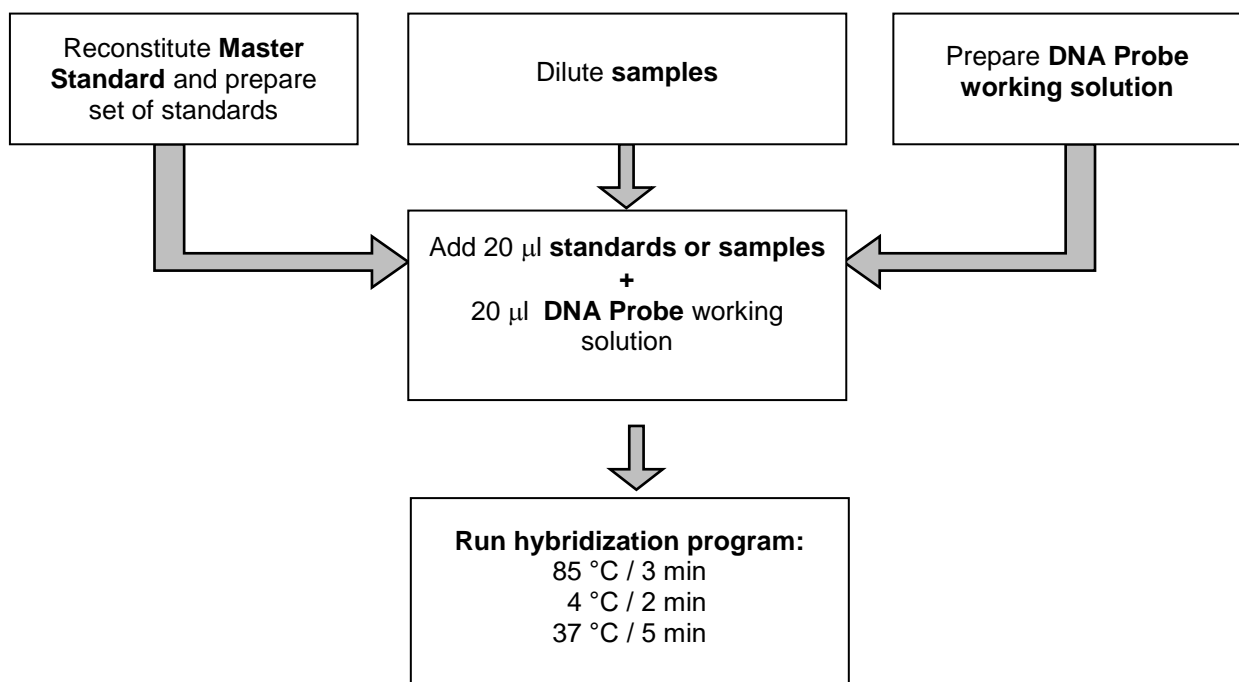 Reconstitute Master
Standard and prepare
set of standards
Dilute samples
Prepare DNA Probe
working solution
Add 20 μl standards or samples
+
20 μl DNA Probe working
solution
Run hybridization program:
85 °C / 3 min
4 °C / 2 min
37 °C / 5 min